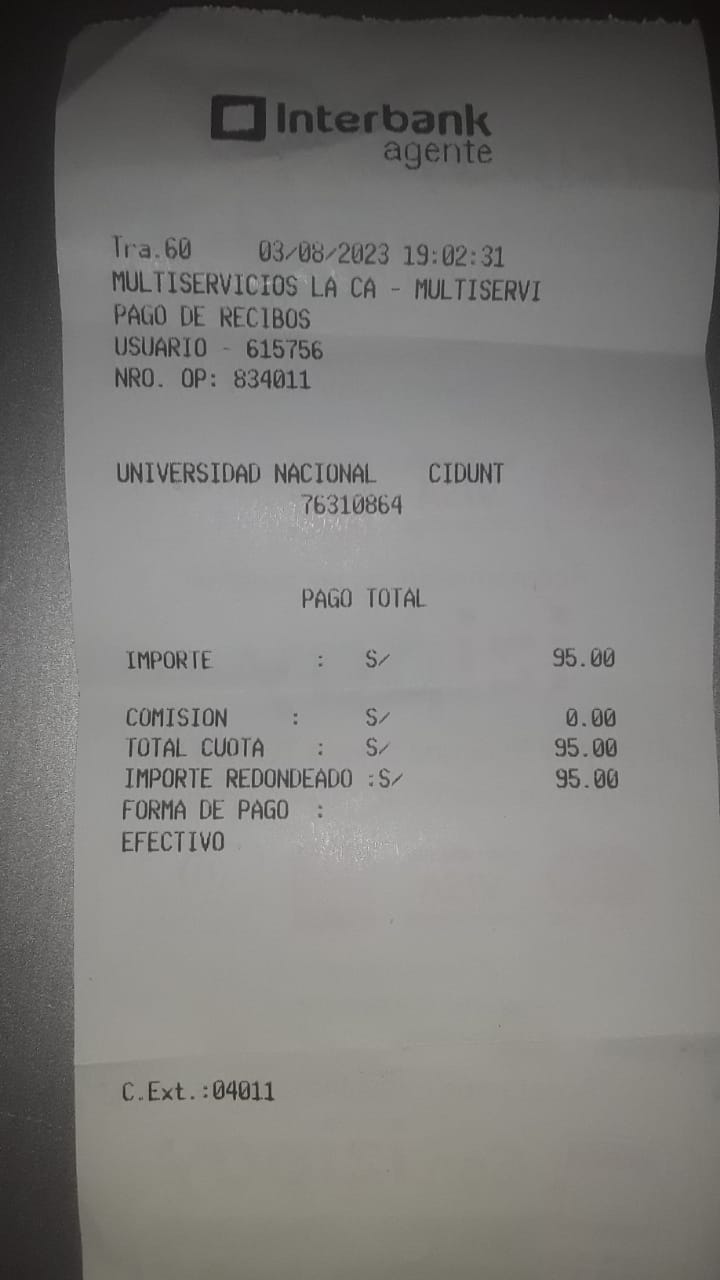 Interbank
agente
Tra.60 03/08/2023 19:02:31
MULTISERVICIOS LA CA - MULTISERVI
PAGO DE RECIBOS
USUARIO - 615756
NRO. OP: 834011
UNIVERSIDAD NACIONAL CIDUNT
76310864
PAGO TOTAL
IMPORTE : S/ 95.00
COMISION : S/ 0.00
TOTAL CUOTA : S/ 95.00
IMPORTE REDONDEADO :S/ 95.00
FORMA DE PAGO :
EFECTIVO
C.Ext.:04011